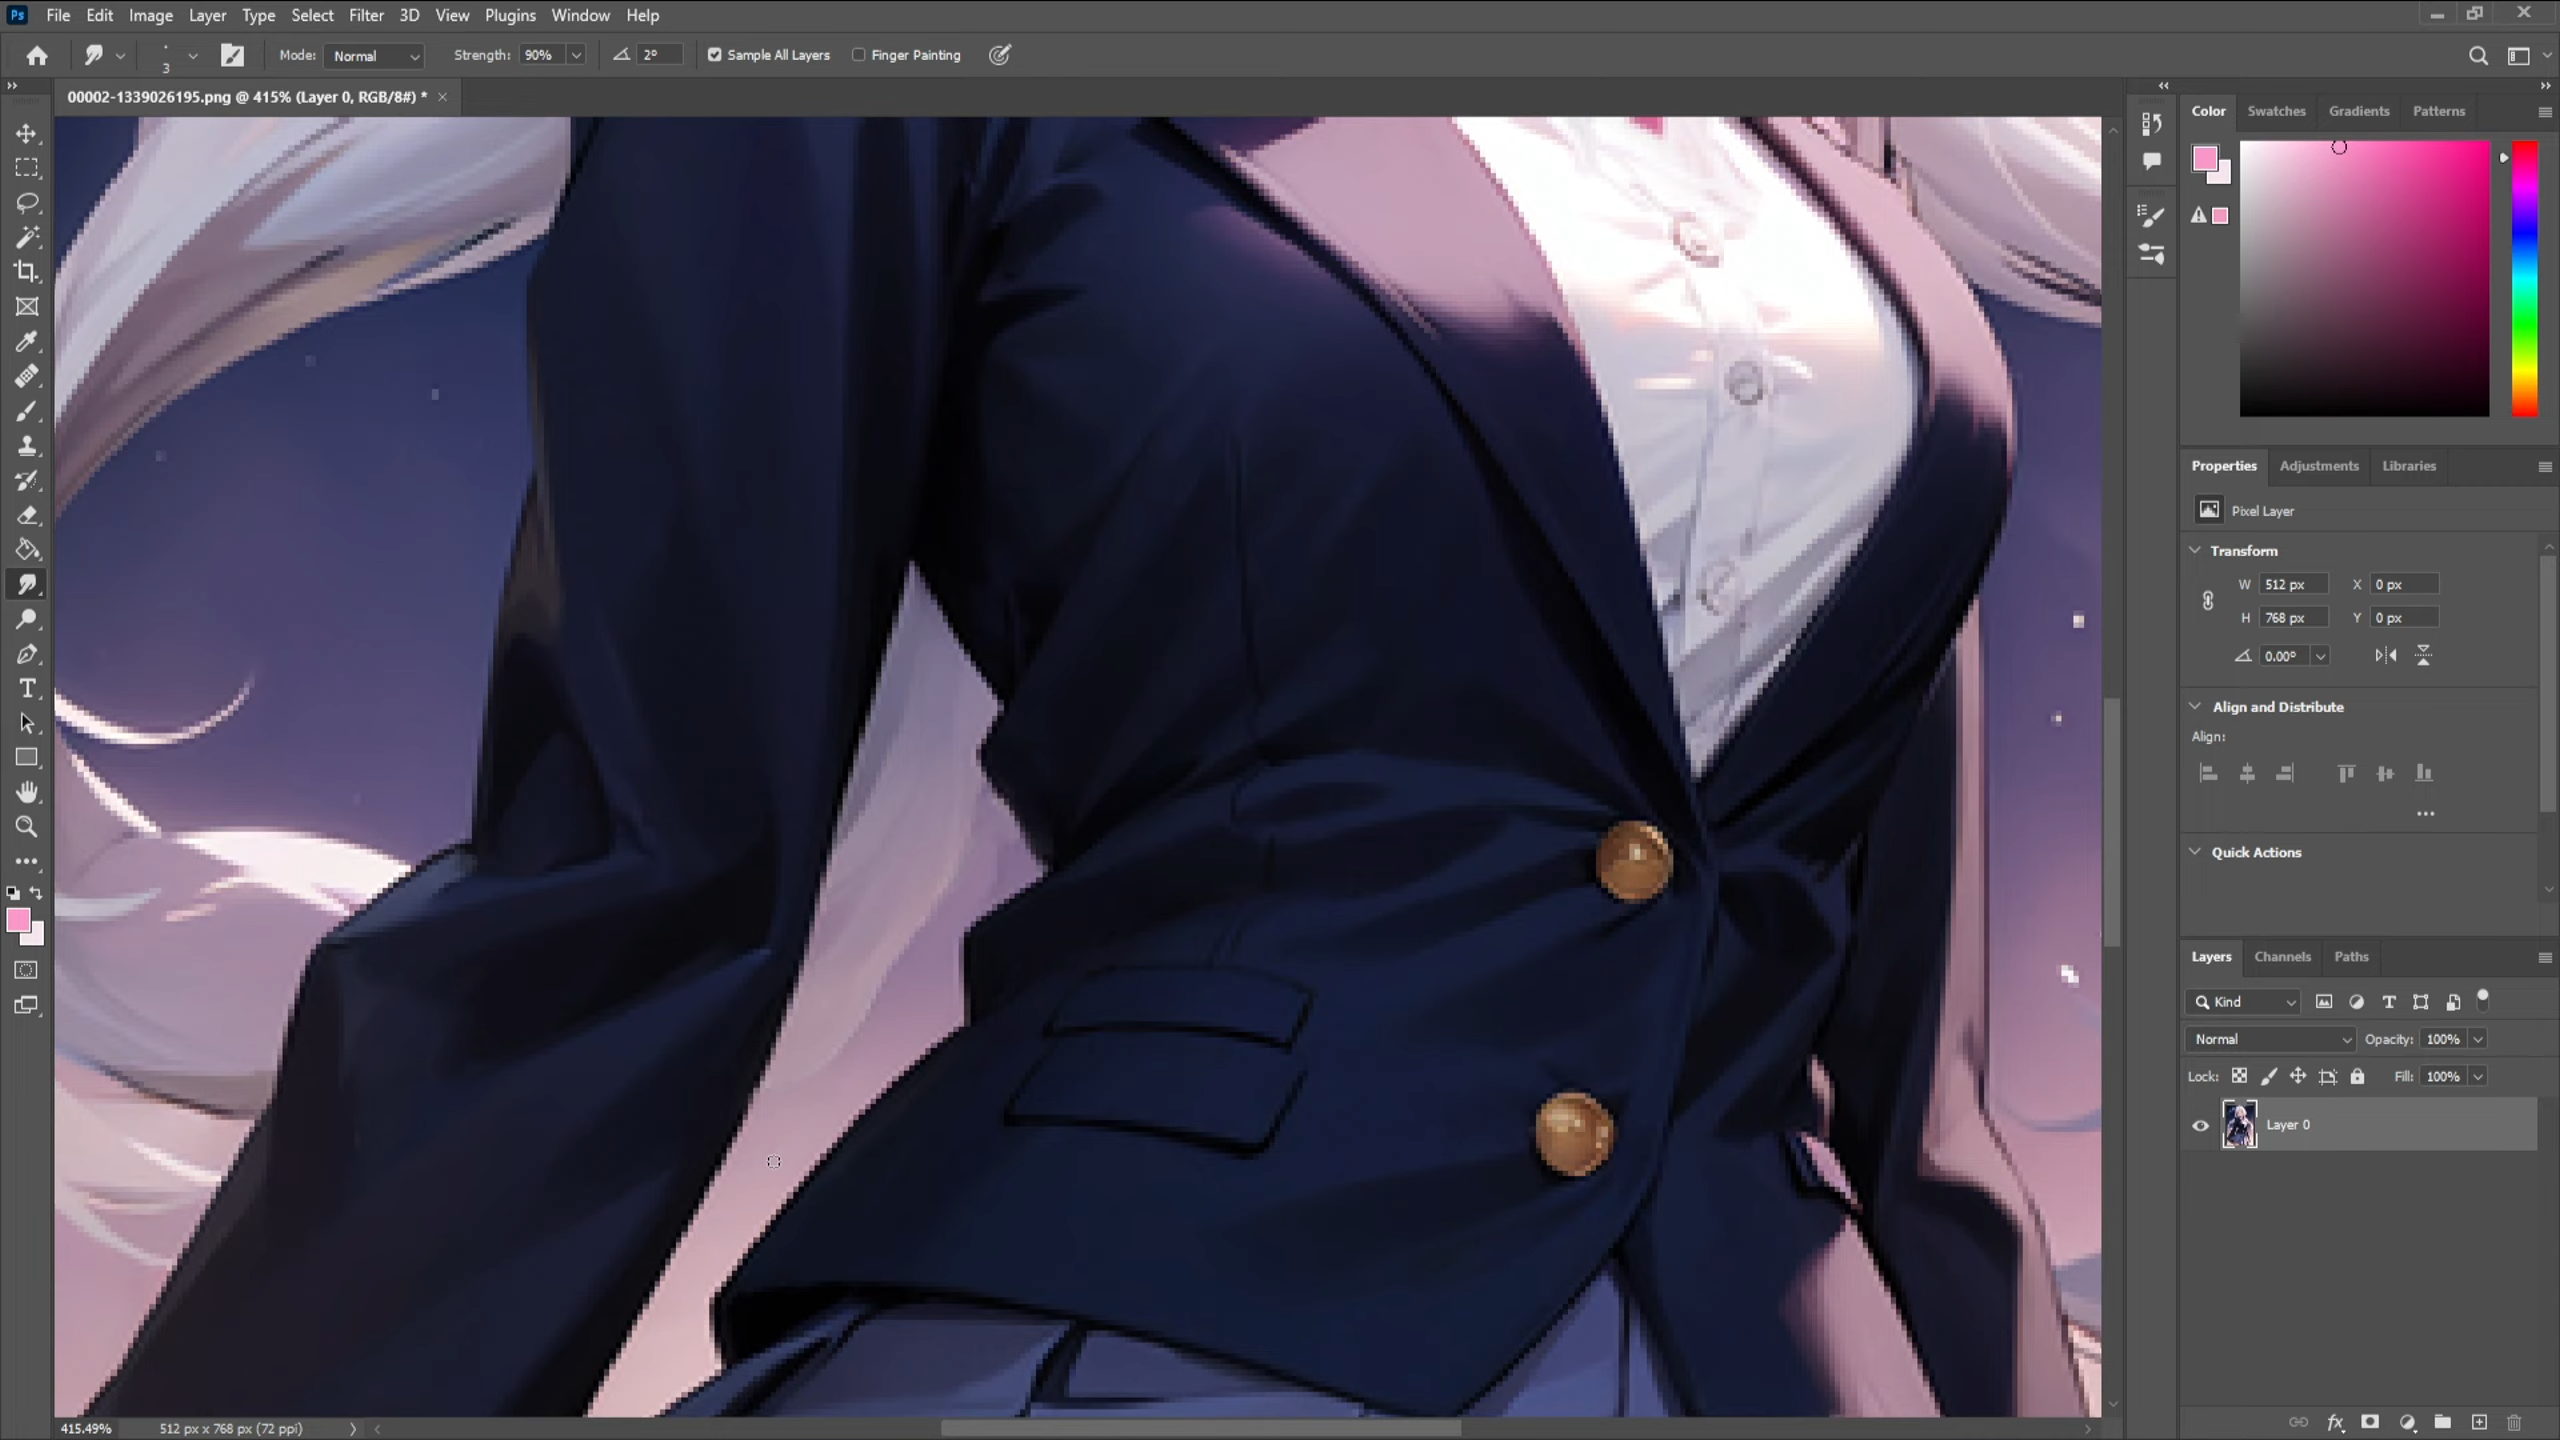 Ps File Edit Image Layer Type Select Filter 3D View Plugins Window Help
3 Mode: Normal Strength: 90% 2° Sample All Layers Finger Painting
00002-1339026195.png @ 415% (Layer 0, RGB/8#) *
Color Swatches Gradients Patterns
Properties Adjustments Libraries
Pixel Layer
Transform
W 512 px X 0 px
H 768 px Y 0 px
0.00°
Align and Distribute
Align:
Quick Actions
Layers Channels Paths
Kind
Normal Opacity: 100%
Lock: Fill: 100%
Layer 0
415.49% 512 px x 768 px (72 ppi)